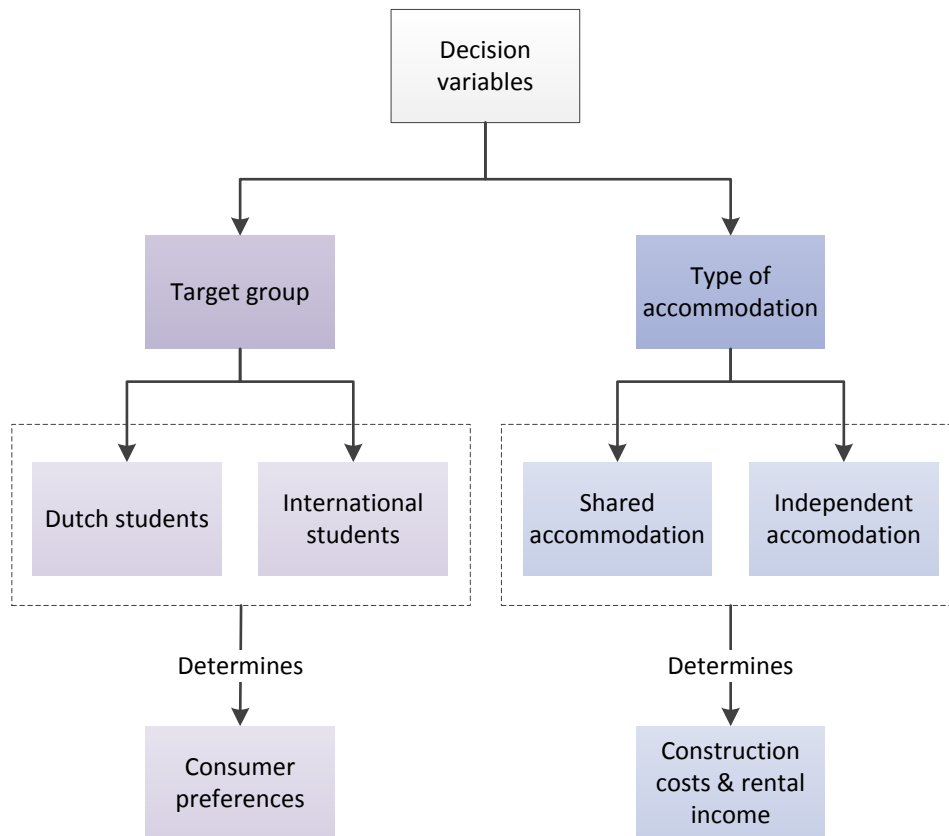 Decision
variables
Target group
Type of
accommodation
Dutch students
International
students
Shared
accommodation
Independent
accomodation
Determines
Determines
Consumer
preferences
Construction
costs & rental
income